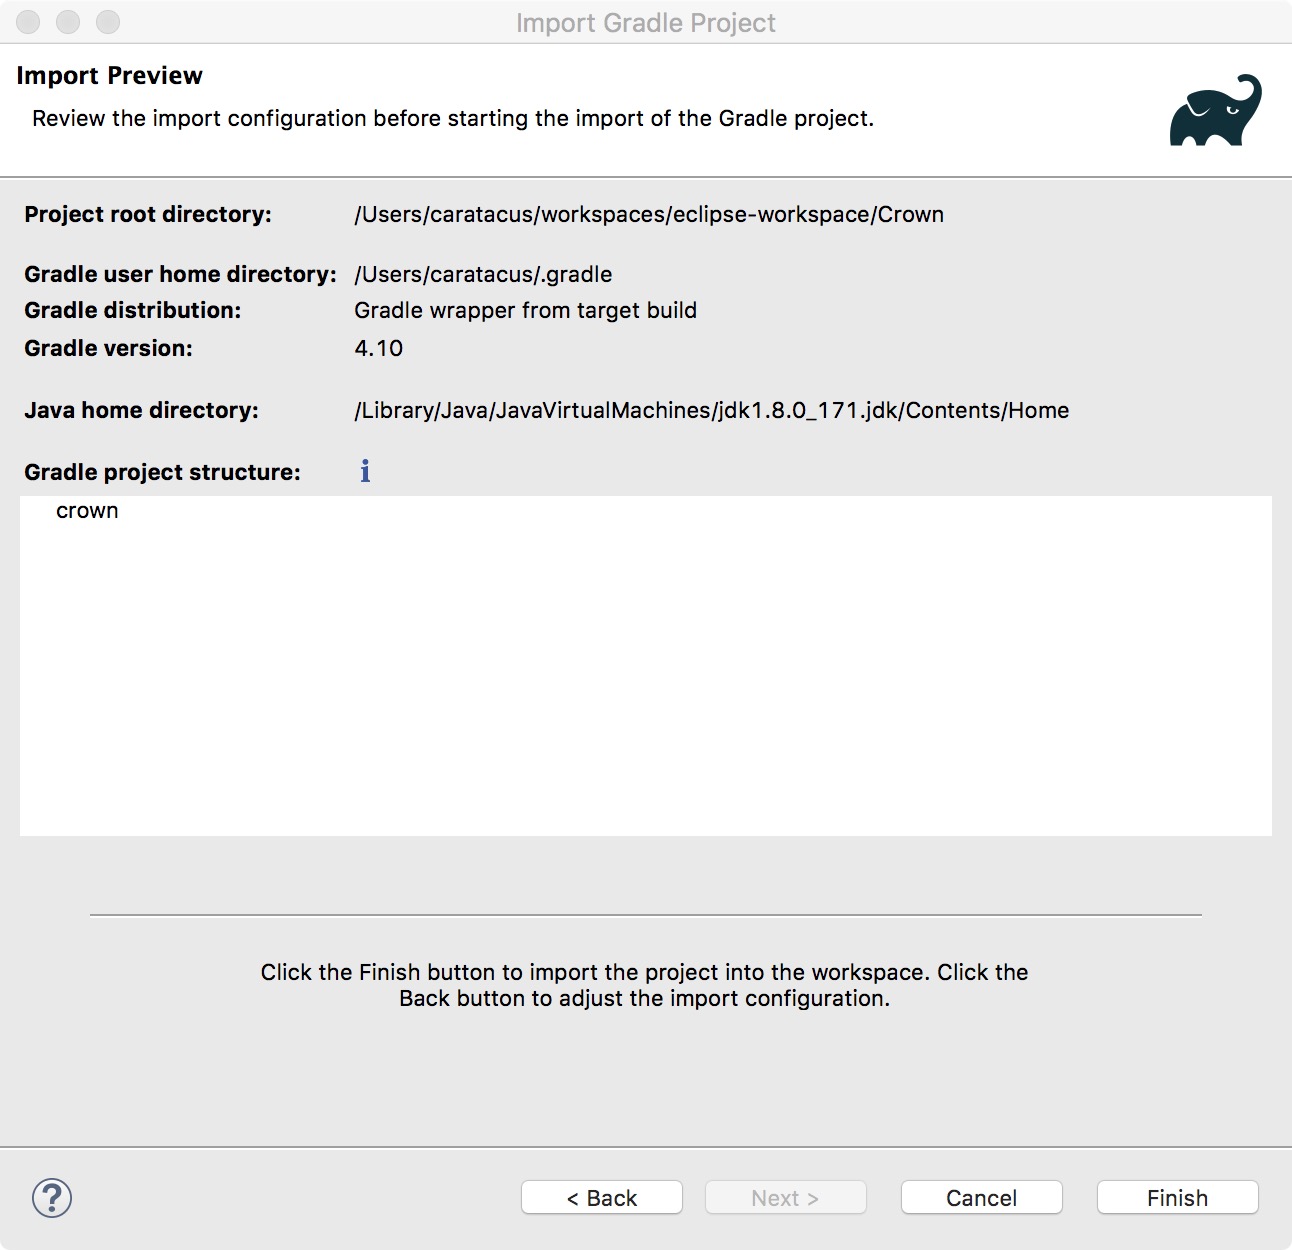 Import Gradle Project
Import Preview
Review the import configuration before starting the import of the Gradle project.
Project root directory: /Users/caratacus/workspaces/eclipse-workspace/Crown
Gradle user home directory: /Users/caratacus/.gradle
Gradle distribution: Gradle wrapper from target build
Gradle version: 4.10
Java home directory: /Library/Java/JavaVirtualMachines/jdk1.8.0_171.jdk/Contents/Home
Gradle project structure: i
crown
Click the Finish button to import the project into the workspace. Click the
Back button to adjust the import configuration.
? < Back Next > Cancel Finish